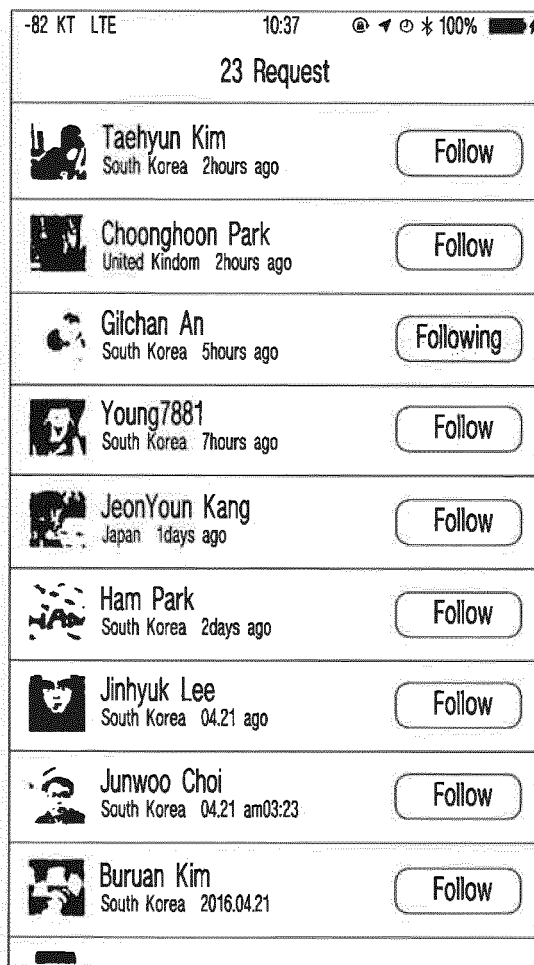 -82 KT LTE 10:37 100%
23 Request
Taehyun Kim
South Korea 2hours ago
Follow
Choonghoon Park
United Kindom 2hours ago
Follow
Gilchan An
South Korea 5hours ago
Following
Young7881
South Korea 7hours ago
Follow
JeonYoun Kang
Japan 1days ago
Follow
Ham Park
South Korea 2days ago
Follow
Jinhyuk Lee
South Korea 04.21 ago
Follow
Junwoo Choi
South Korea 04.21 am03:23
Follow
Buruan Kim
South Korea 2016.04.21
Follow